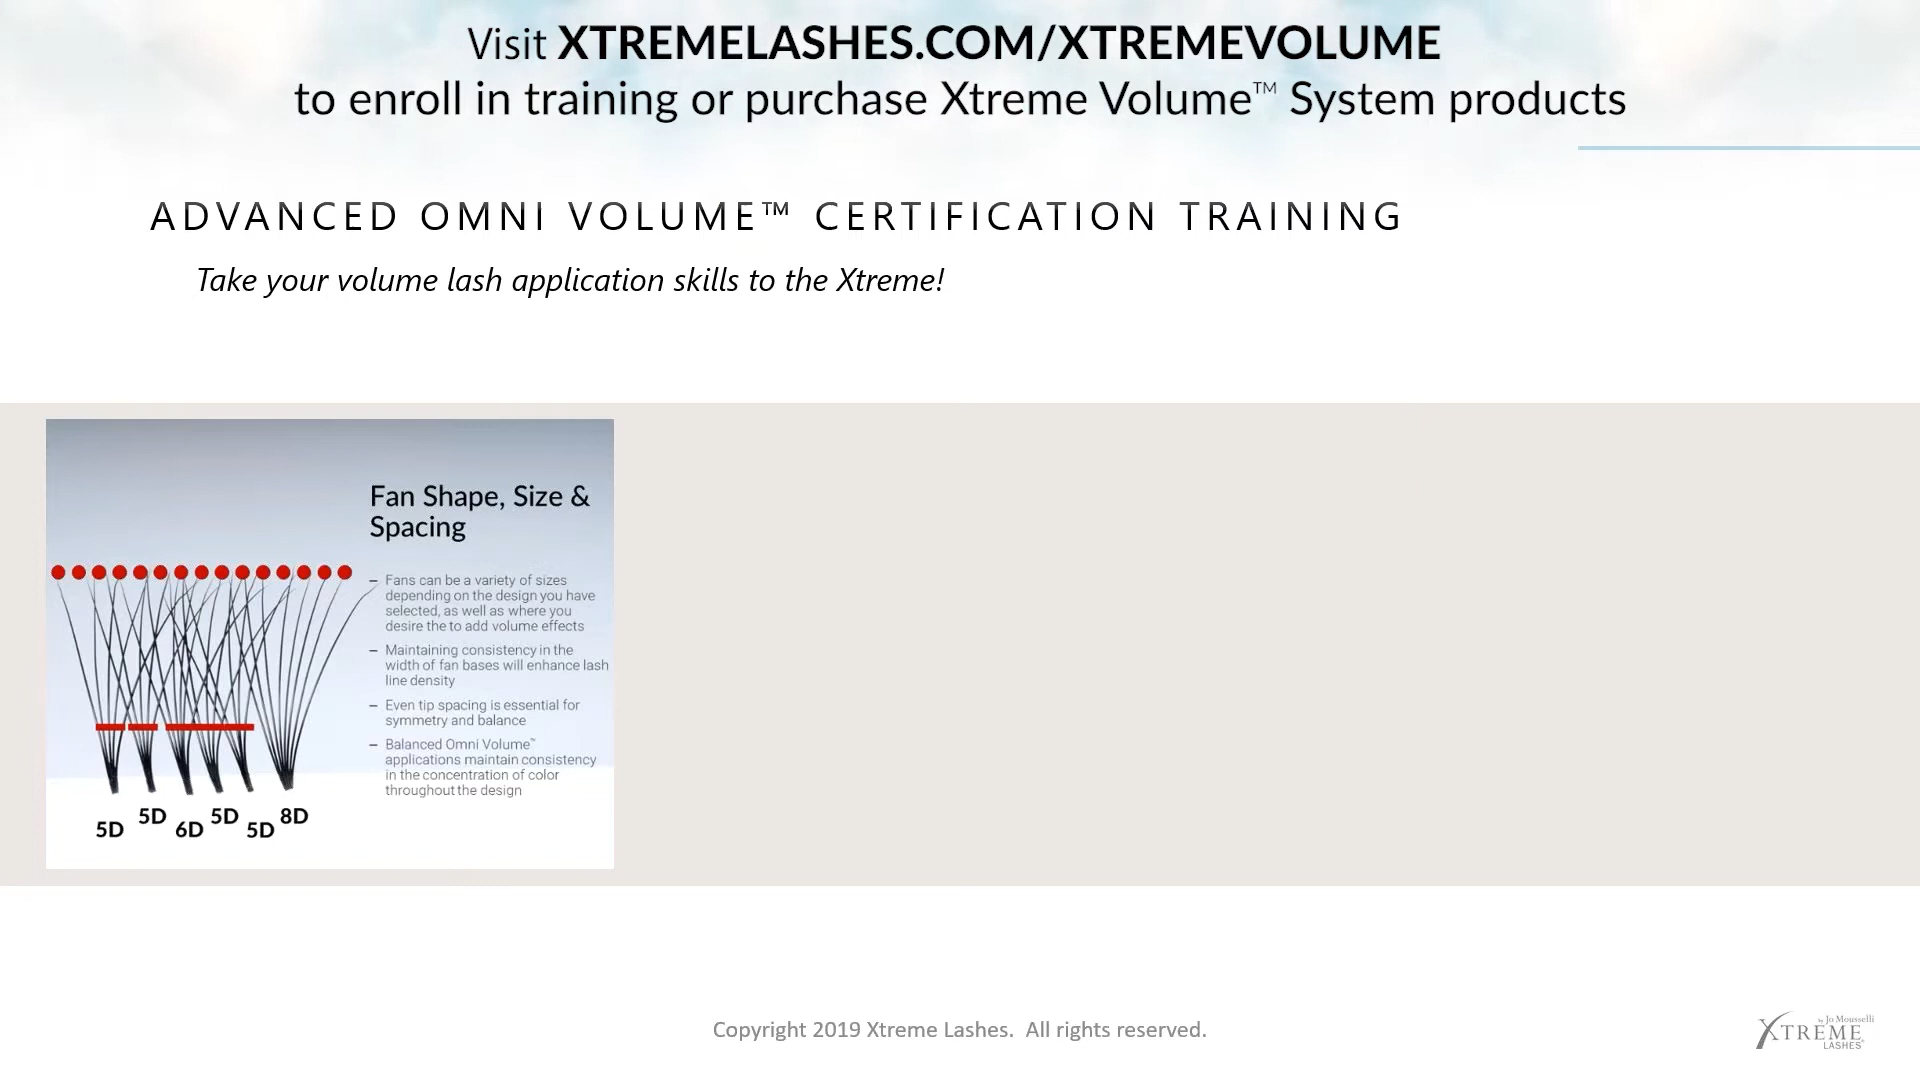 Visit XTREMELASHES.COM/XTREMEVOLUME
to enroll in training or purchase Xtreme Volume™ System products
ADVANCED OMNI VOLUME™ CERTIFICATION TRAINING
Take your volume lash application skills to the Xtreme!
Fan Shape, Size &
Spacing
– Fans can be a variety of sizes
depending on the design you have
selected, as well as where you
desire the to add volume effects
– Maintaining consistency in the
width of fan bases will enhance lash
line density
– Even tip spacing is essential for
symmetry and balance
– Balanced Omni Volume™
applications maintain consistency
in the concentration of color
throughout the design
5D 5D 6D 5D 5D 8D
Copyright 2019 Xtreme Lashes. All rights reserved.
by Jo Mousselli
XTREME
LASHES®